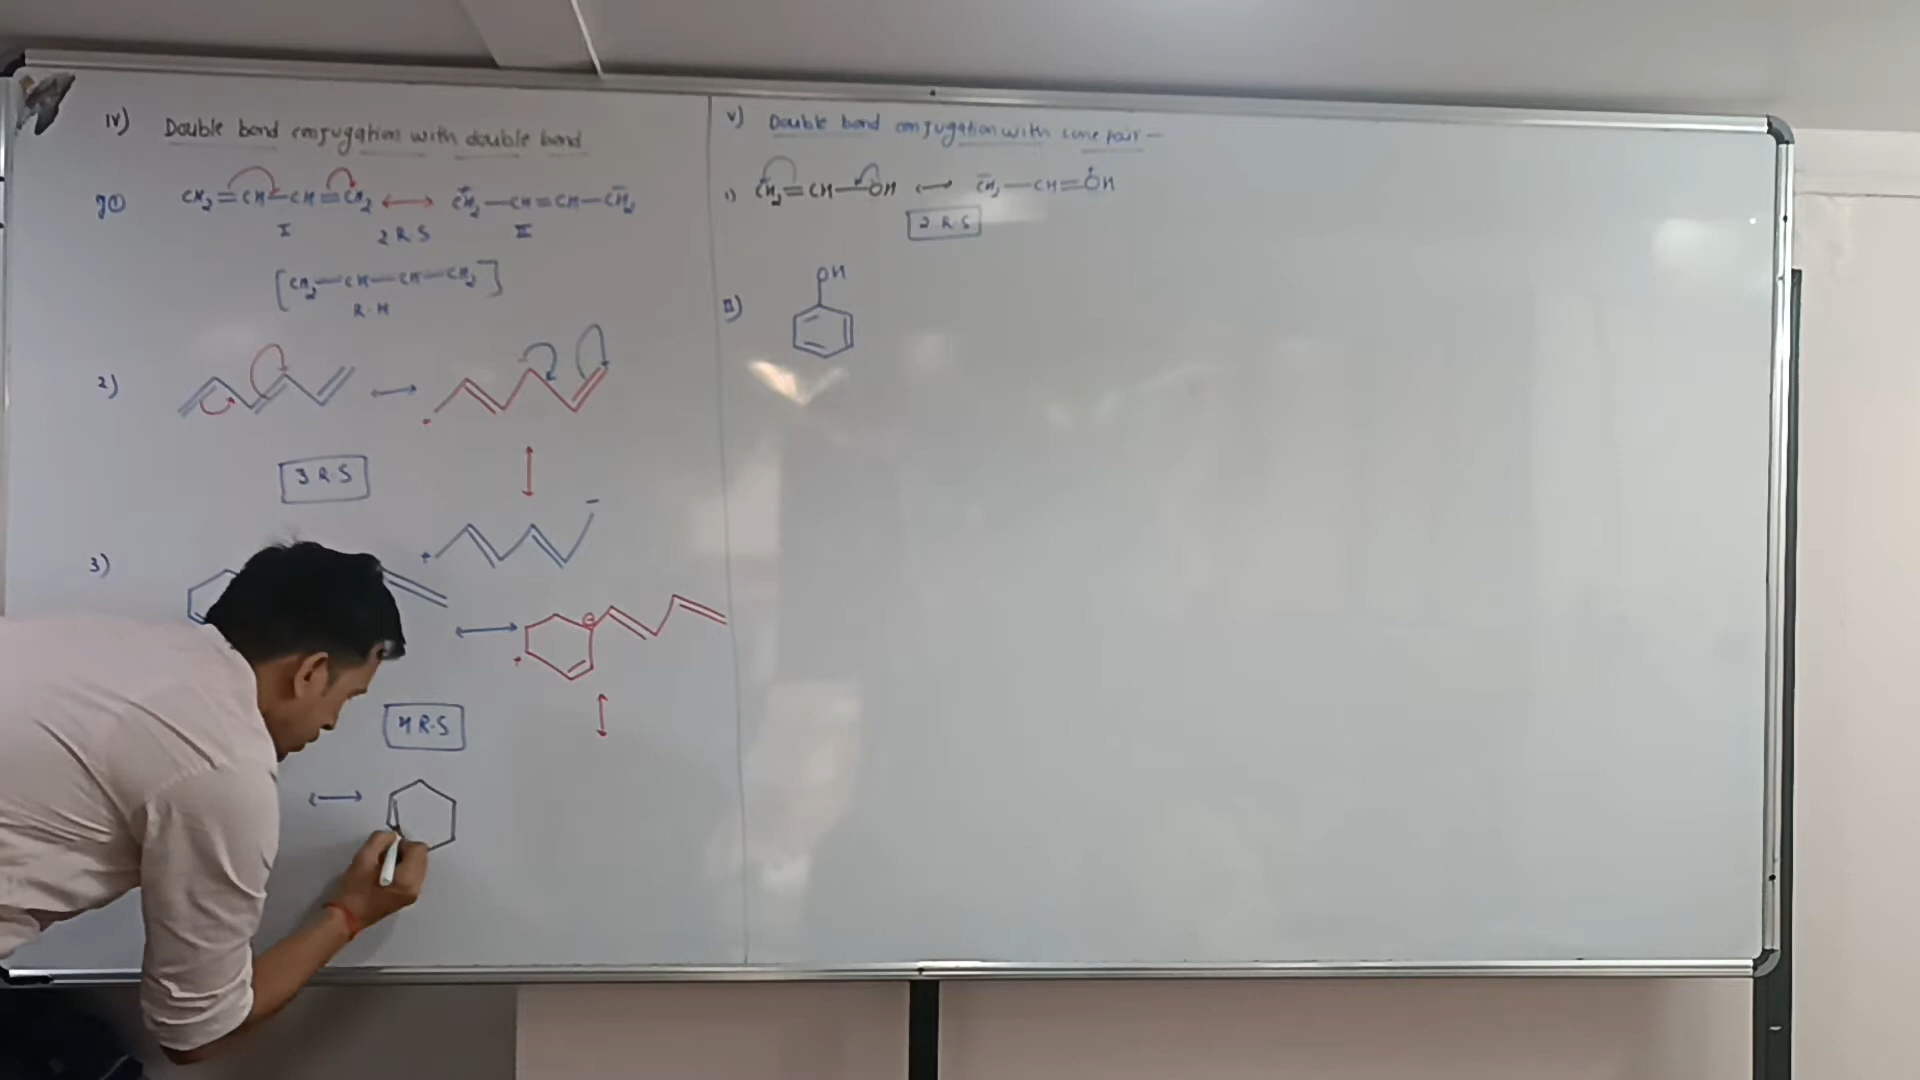 IV) Double bond conjugation with double bond
eg① CH₂=CH—CH=CH₂ ⟷ C⁺H₂—CH=CH—C⁻H₂
I 2 R S II
[CH₂—CH—CH—CH₂]
R·H
2)
3 R·S
3)
4 R·S
V) Double bond conjugation with lone pair —
1) CH₂=CH—OH ⟷ C⁻H₂—CH=O⁺H
2 R·S
II) OH